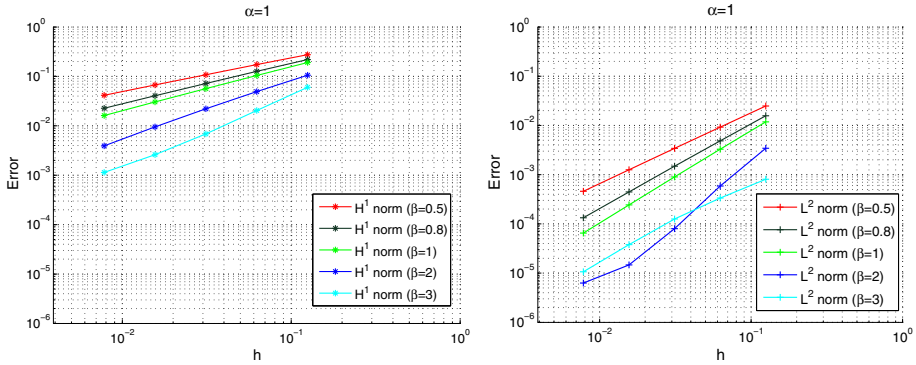 α=1
Error
10^0
10^-1
10^-2
10^-3
10^-4
10^-5
10^-6
H^1 norm (β=0.5)
H^1 norm (β=0.8)
H^1 norm (β=1)
H^1 norm (β=2)
H^1 norm (β=3)
10^-2
10^-1
10^0
h
α=1
Error
10^0
10^-1
10^-2
10^-3
10^-4
10^-5
10^-6
L^2 norm (β=0.5)
L^2 norm (β=0.8)
L^2 norm (β=1)
L^2 norm (β=2)
L^2 norm (β=3)
10^-2
10^-1
10^0
h